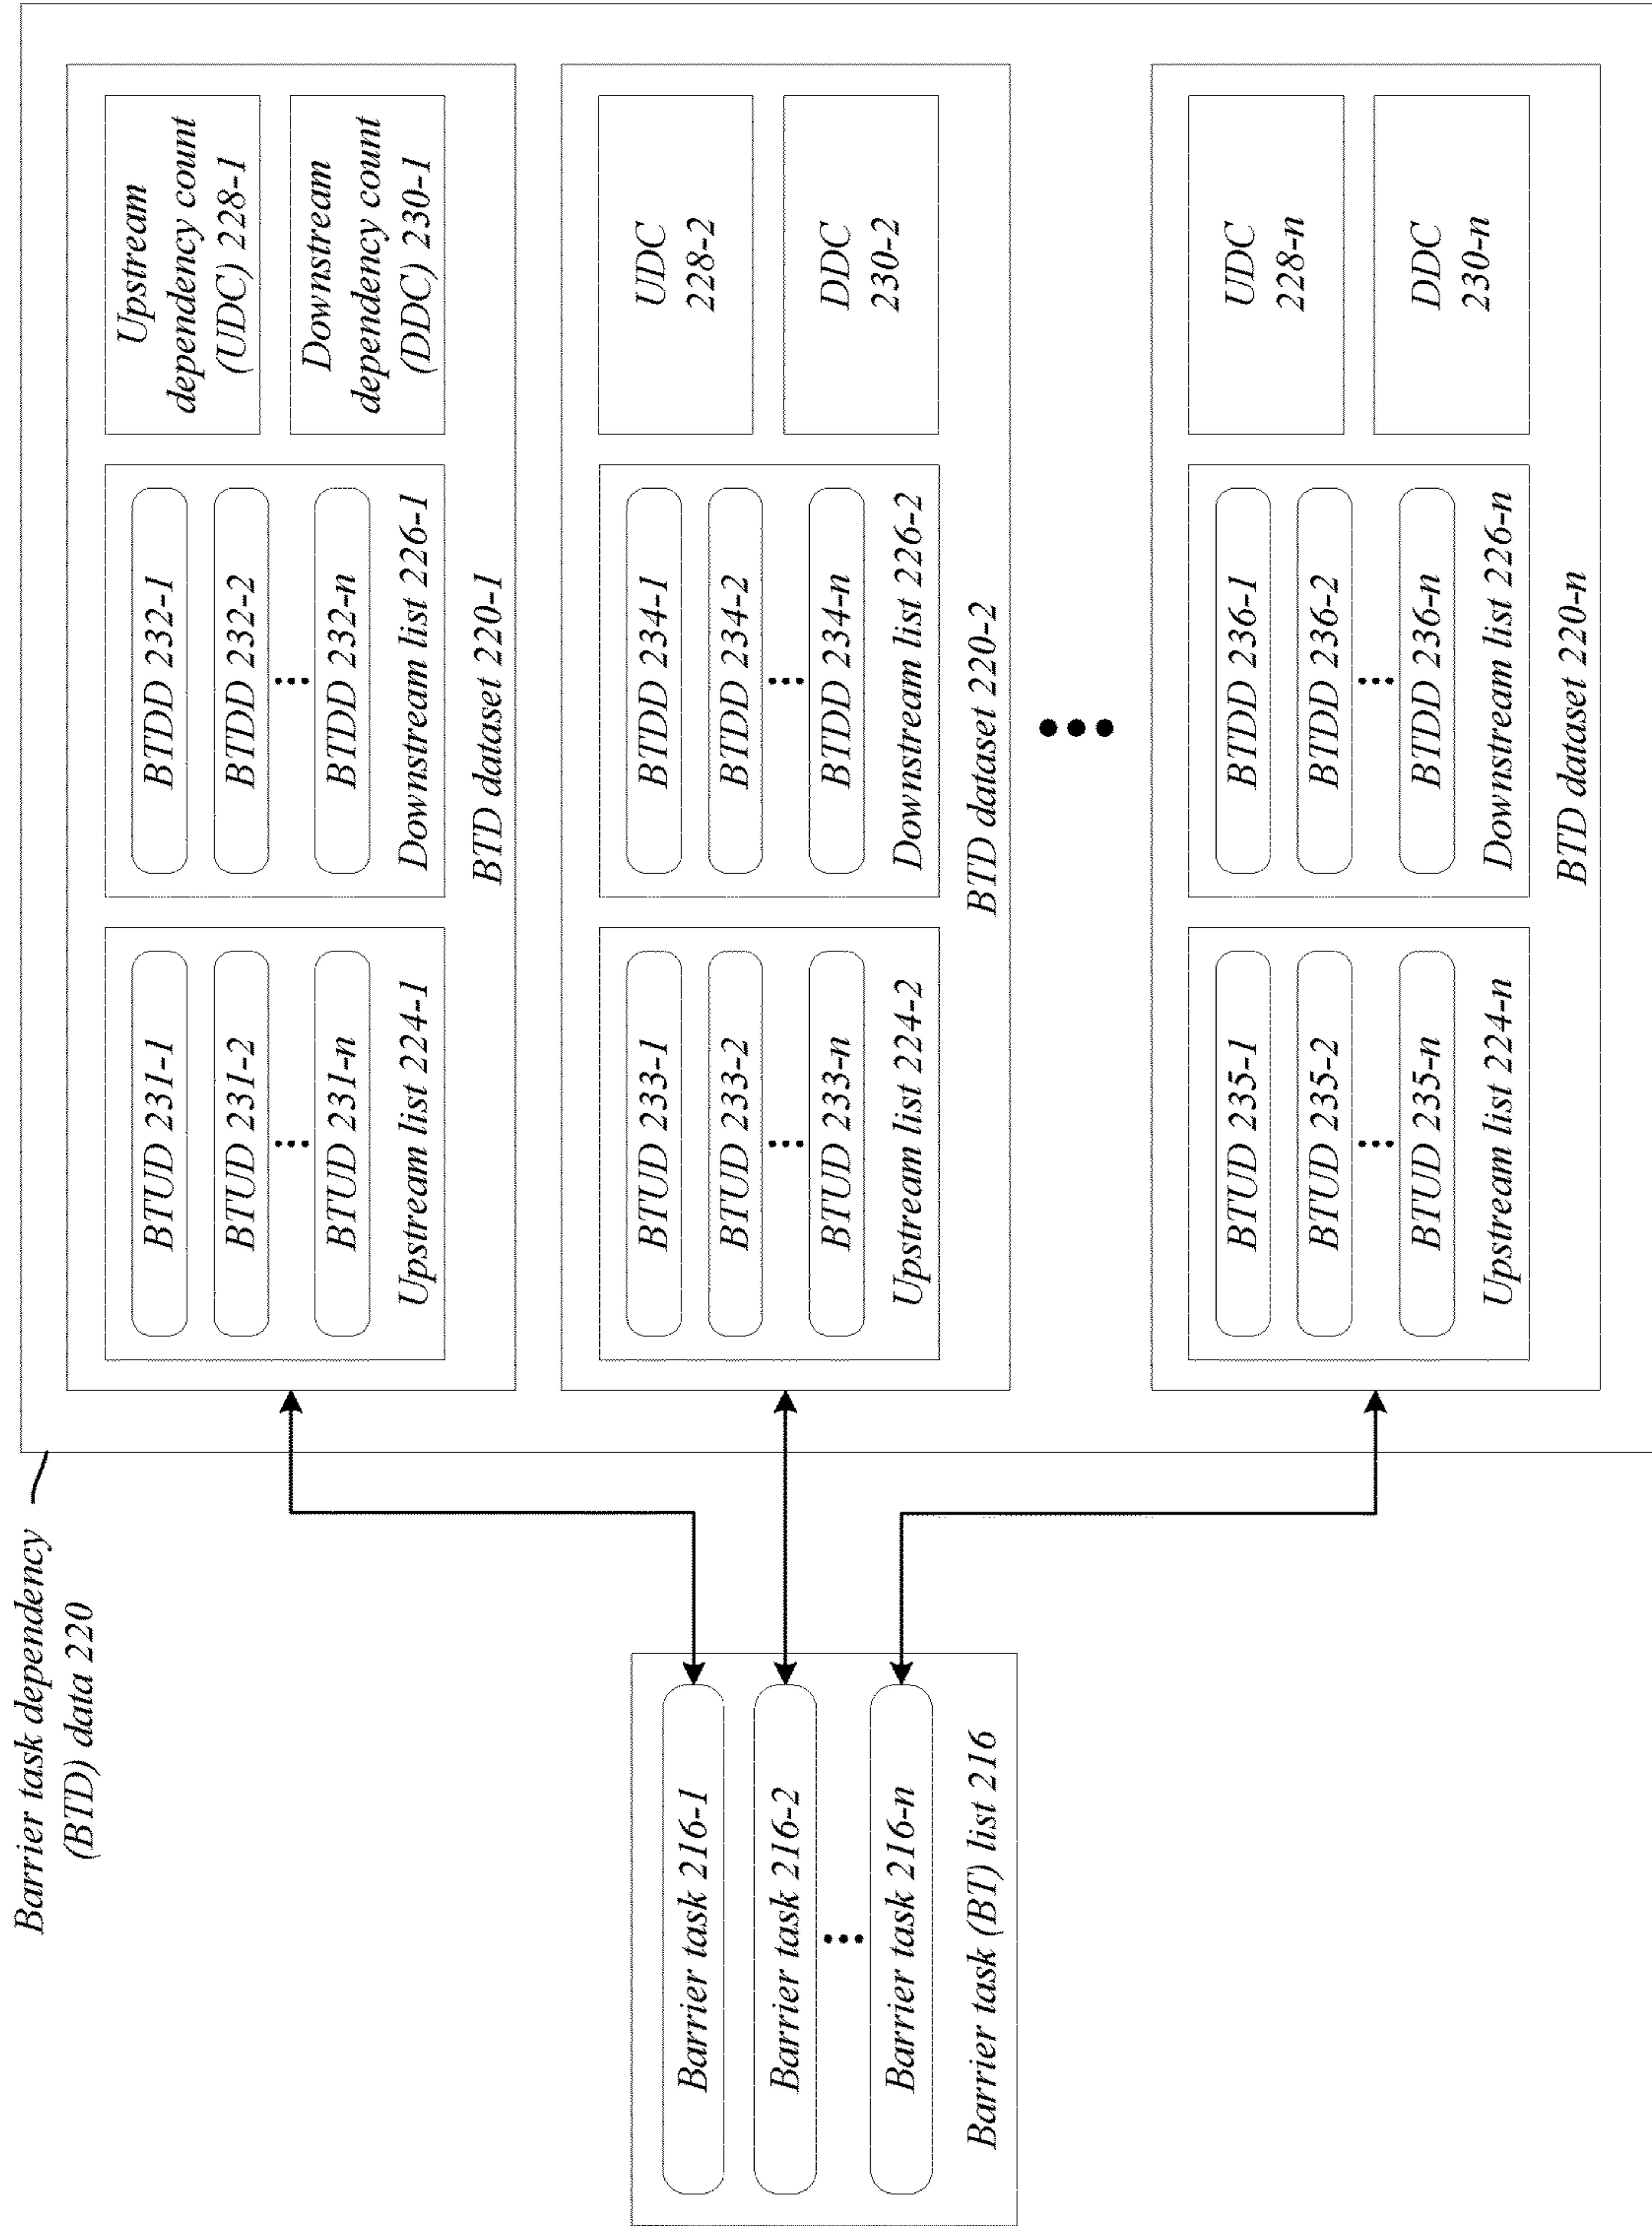 Barrier task dependency
(BTD) data 220
Barrier task 216-1
Barrier task 216-2
Barrier task 216-n
Barrier task (BT) list 216
BTUD 231-1
BTUD 231-2
BTUD 231-n
Upstream list 224-1
BTDD 232-1
BTDD 232-2
BTDD 232-n
Downstream list 226-1
Upstream
dependency count
(UDC) 228-1
Downstream
dependency count
(DDC) 230-1
BTD dataset 220-1
BTUD 233-1
BTUD 233-2
BTUD 233-n
Upstream list 224-2
BTDD 234-1
BTDD 234-2
BTDD 234-n
Downstream list 226-2
UDC
228-2
DDC
230-2
BTD dataset 220-2
BTUD 235-1
BTUD 235-2
BTUD 235-n
Upstream list 224-n
BTDD 236-1
BTDD 236-2
BTDD 236-n
Downstream list 226-n
UDC
228-n
DDC
230-n
BTD dataset 220-n